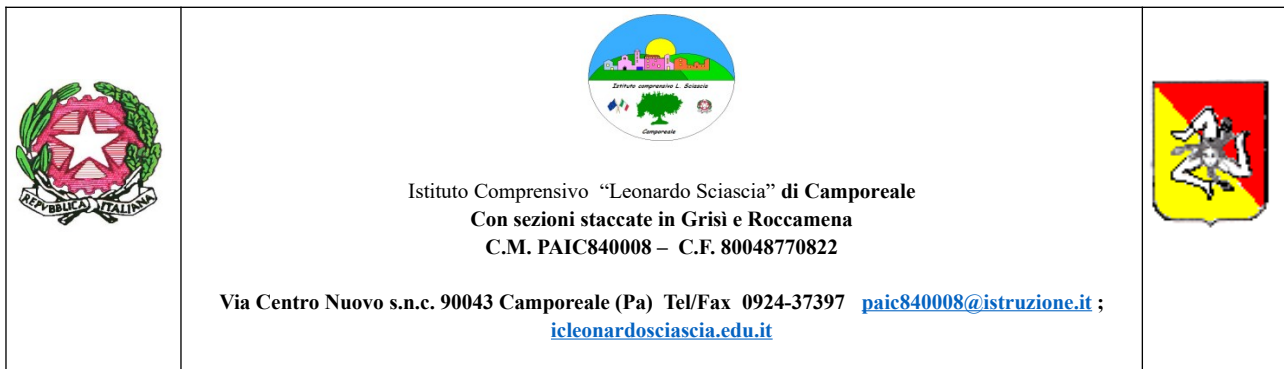 REPVBBLICA ITALIANA
Istituto comprensivo L. Sciascia
Camporeale
Istituto Comprensivo “Leonardo Sciascia” di Camporeale
Con sezioni staccate in Grisì e Roccamena
C.M. PAIC840008 – C.F. 80048770822
Via Centro Nuovo s.n.c. 90043 Camporeale (Pa) Tel/Fax 0924-37397 paic840008@istruzione.it ;
icleonardosciascia.edu.it